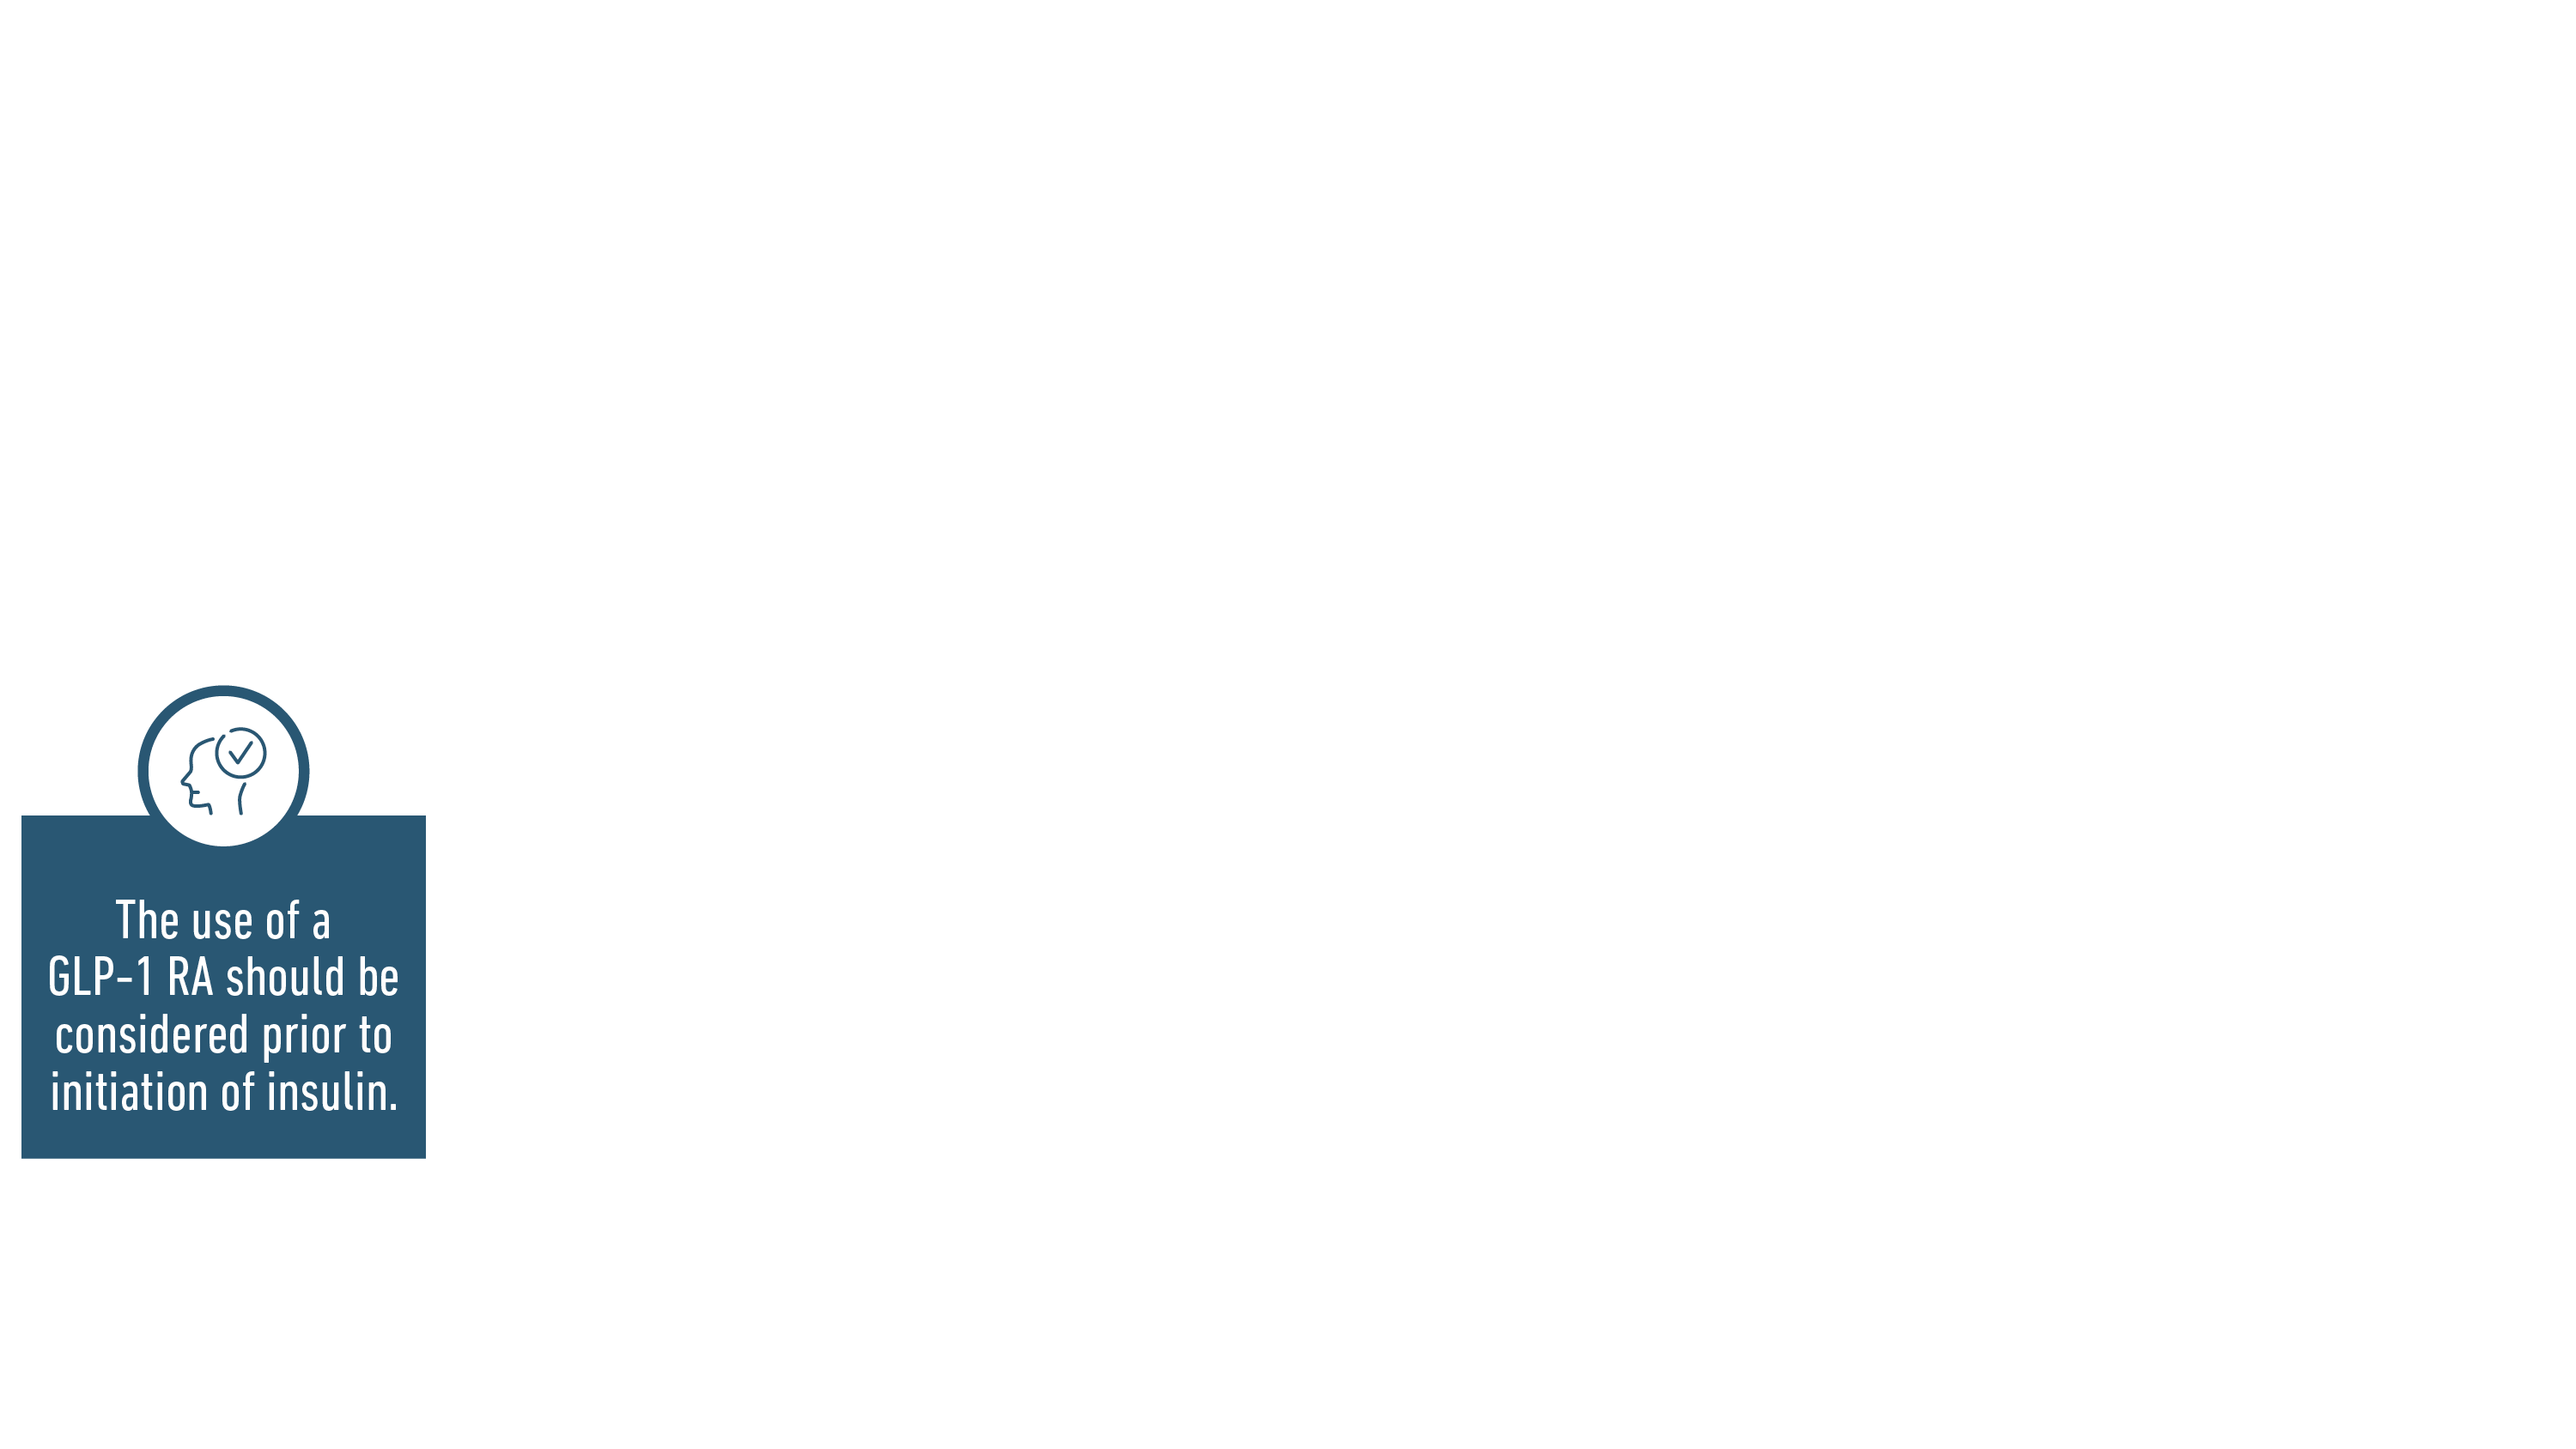 The use of a
GLP-1 RA should be
considered prior to
initiation of insulin.